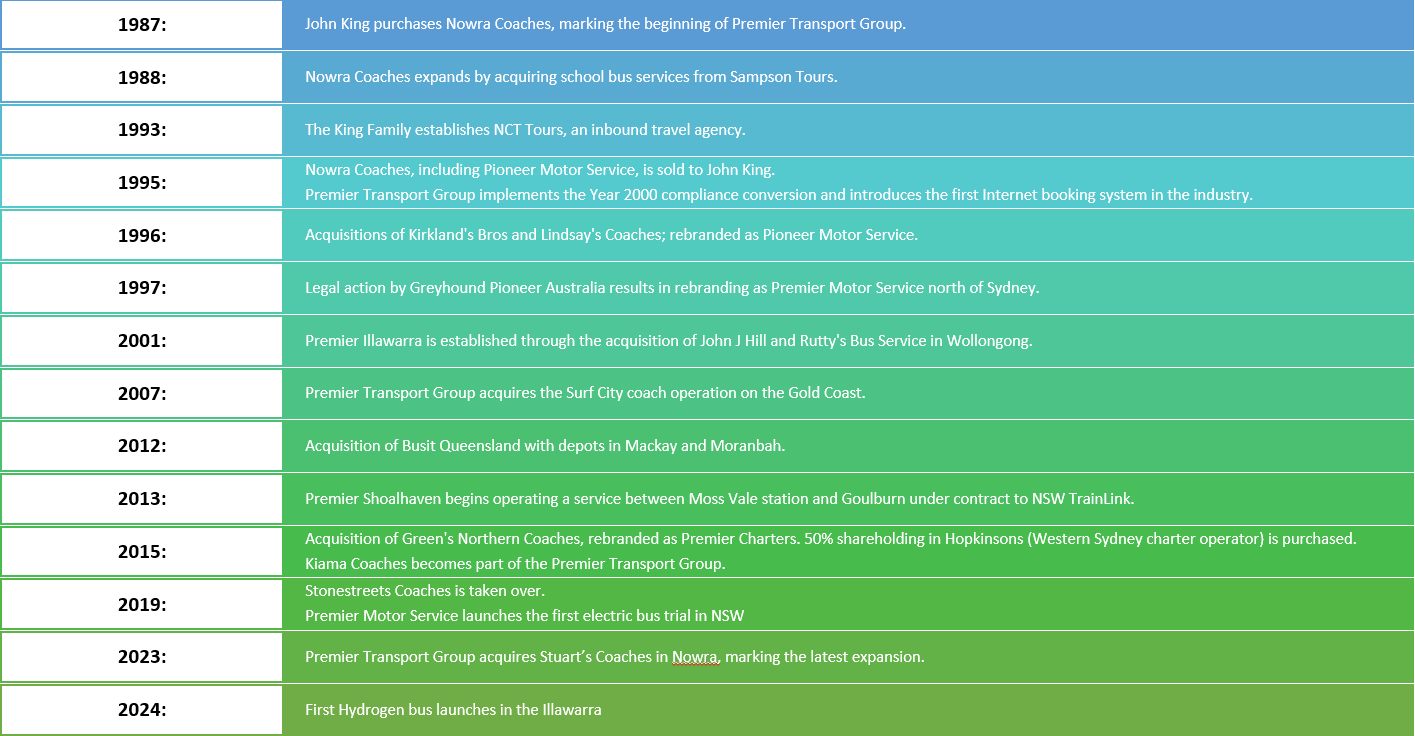 1987:
John King purchases Nowra Coaches, marking the beginning of Premier Transport Group.
1988:
Nowra Coaches expands by acquiring school bus services from Sampson Tours.
1993:
The King Family establishes NCT Tours, an inbound travel agency.
1995:
Nowra Coaches, including Pioneer Motor Service, is sold to John King.
Premier Transport Group implements the Year 2000 compliance conversion and introduces the first Internet booking system in the industry.
1996:
Acquisitions of Kirkland's Bros and Lindsay's Coaches; rebranded as Pioneer Motor Service.
1997:
Legal action by Greyhound Pioneer Australia results in rebranding as Premier Motor Service north of Sydney.
2001:
Premier Illawarra is established through the acquisition of John J Hill and Rutty's Bus Service in Wollongong.
2007:
Premier Transport Group acquires the Surf City coach operation on the Gold Coast.
2012:
Acquisition of Busit Queensland with depots in Mackay and Moranbah.
2013:
Premier Shoalhaven begins operating a service between Moss Vale station and Goulburn under contract to NSW TrainLink.
2015:
Acquisition of Green's Northern Coaches, rebranded as Premier Charters. 50% shareholding in Hopkinsons (Western Sydney charter operator) is purchased.
Kiama Coaches becomes part of the Premier Transport Group.
2019:
Stonestreets Coaches is taken over.
Premier Motor Service launches the first electric bus trial in NSW
2023:
Premier Transport Group acquires Stuart’s Coaches in Nowra, marking the latest expansion.
2024:
First Hydrogen bus launches in the Illawarra